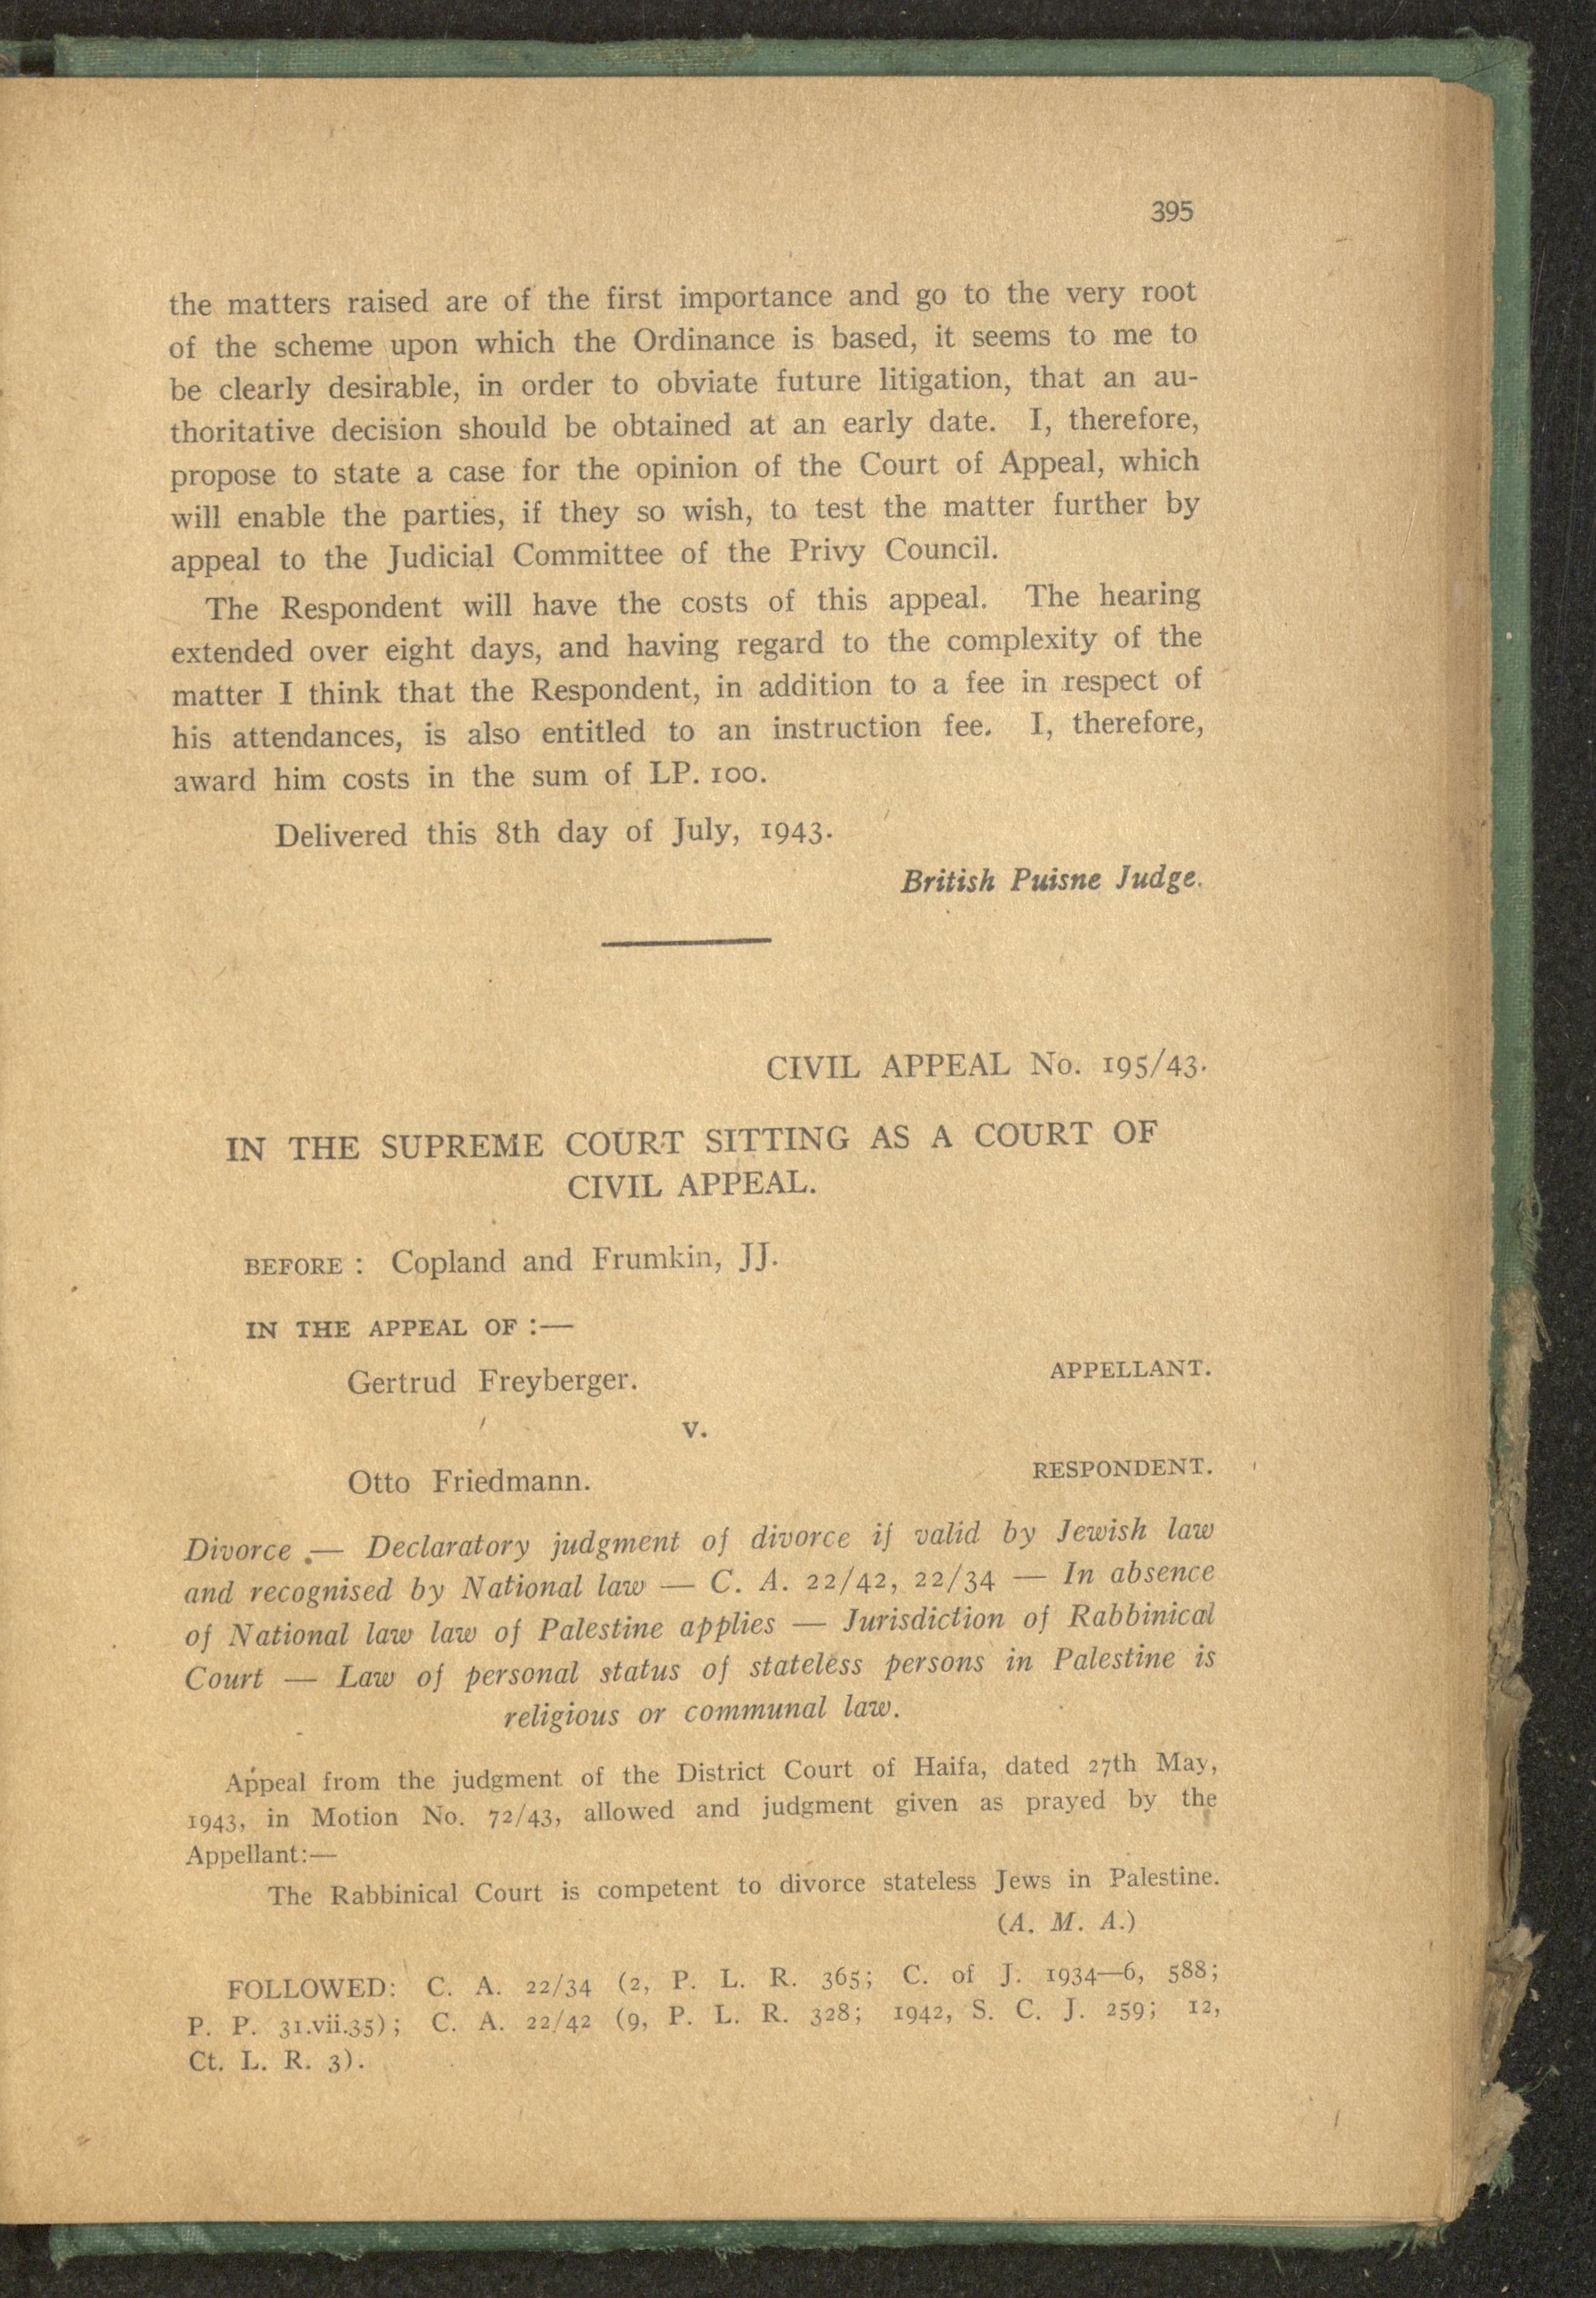 395
the matters raised are of the first importance and go to the very root
of the scheme upon which the Ordinance is based, it seems to me to
be clearly desirable, in order to obviate future litigation, that an au-
thoritative decision should be obtained at an early date. I, therefore,
propose to state a case for the opinion of the Court of Appeal, which
will enable the parties, if they so wish, to test the matter further by
appeal to the Judicial Committee of the Privy Council.
The Respondent will have the costs of this appeal. The hearing
extended over eight days, and having regard to the complexity of the
matter I think that the Respondent, in addition to a fee in respect of
his attendances, is also entitled to an instruction fee. I, therefore,
award him costs in the sum of LP. 100.
Delivered this 8th day of July, 1943.
British Puisne Judge.
CIVIL APPEAL No. 195/43.
IN THE SUPREME COURT SITTING AS A COURT OF
CIVIL APPEAL.
BEFORE : Copland and Frumkin, JJ.
IN THE APPEAL OF :—
Gertrud Freyberger. APPELLANT.
v.
Otto Friedmann. RESPONDENT.
Divorce — Declaratory judgment of divorce if valid by Jewish law
and recognised by National law — C. A. 22/42, 22/34 — In absence
of National law law of Palestine applies — Jurisdiction of Rabbinical
Court — Law of personal status of stateless persons in Palestine is
religious or communal law.
Appeal from the judgment of the District Court of Haifa, dated 27th May,
1943, in Motion No. 72/43, allowed and judgment given as prayed by the
Appellant:—
The Rabbinical Court is competent to divorce stateless Jews in Palestine.
(A. M. A.)
FOLLOWED: C. A. 22/34 (2, P. L. R. 365; C. of J. 1934—6, 588;
P. P. 31.vii.35); C. A. 22/42 (9, P. L. R. 328; 1942, S. C. J. 259; 12,
Ct. L. R. 3).